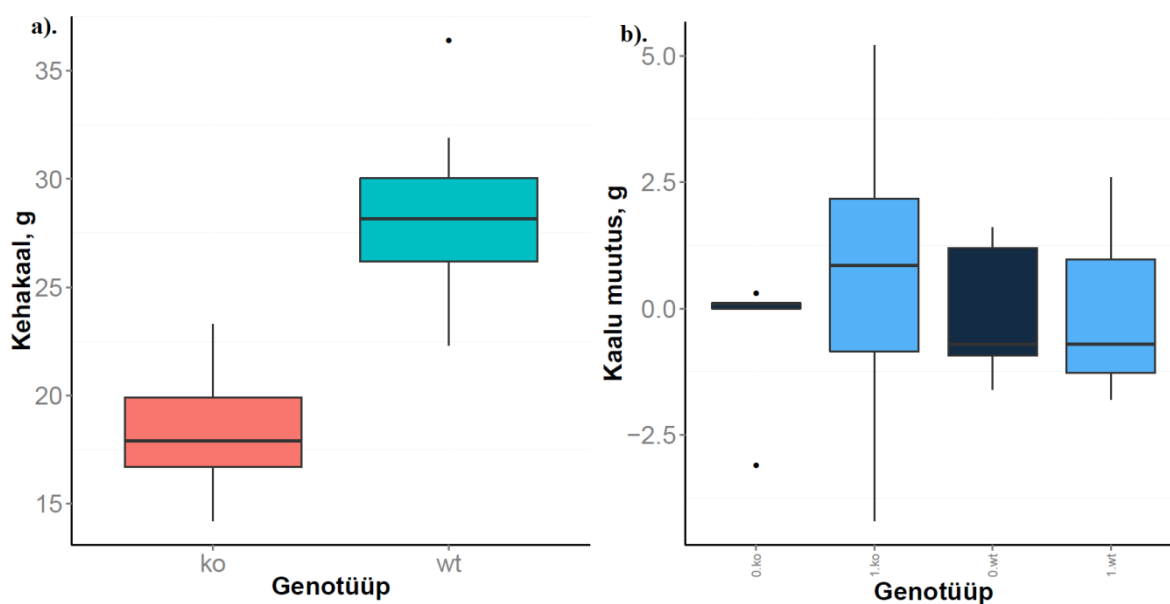 a).
Kehakaal, g
35
30
25
20
15
ko
wt
Genotüüp
b).
Kaalu muutus, g
5.0
2.5
0.0
−2.5
0.ko
1.ko
0.wt
1.wt
Genotüüp